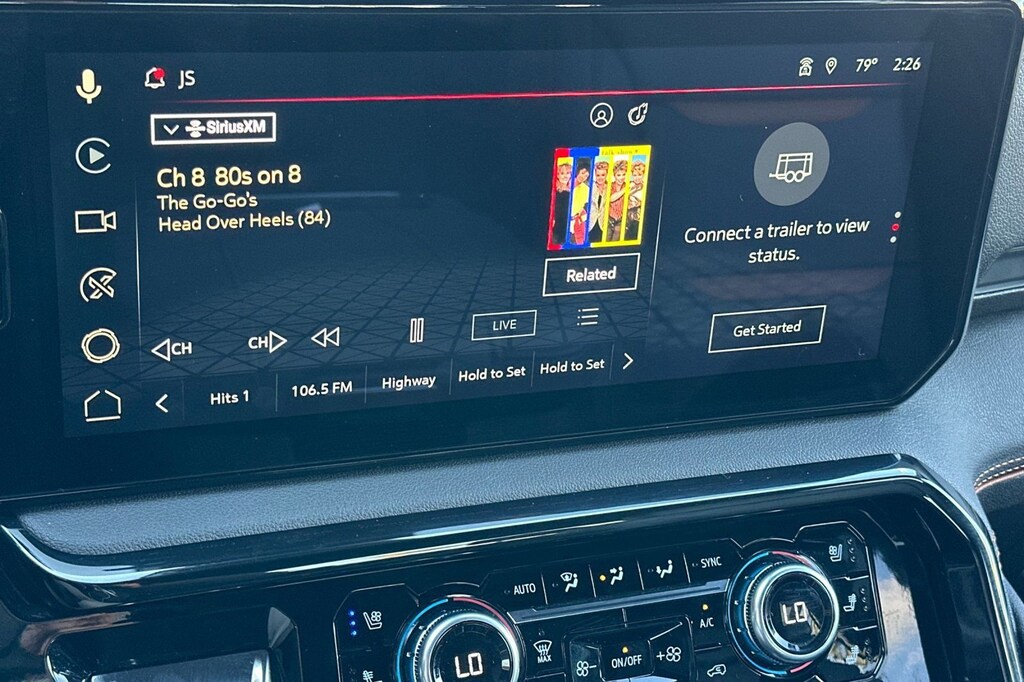 JS
79° 2:26
SiriusXM
Ch 8 80s on 8
The Go-Go's
Head Over Heels (84)
Related
Connect a trailer to view
status.
Get Started
CH
CH
LIVE
Hits 1
106.5 FM
Highway
Hold to Set
Hold to Set
AUTO
SYNC
MAX
ON/OFF
A/C
LO
LO